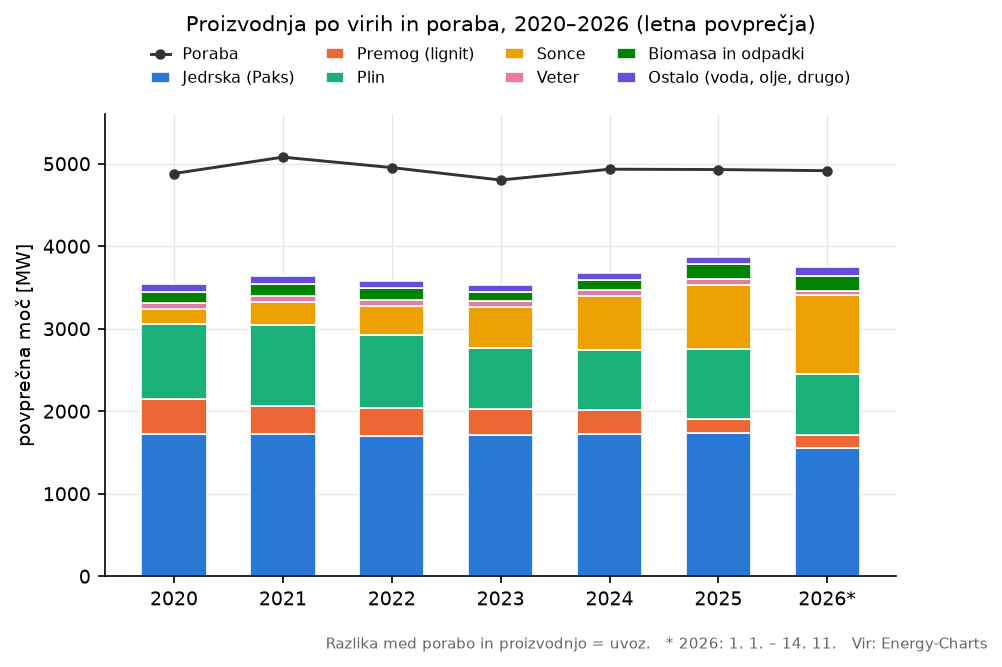 Proizvodnja po virih in poraba, 2020–2026 (letna povprečja)
Poraba Premog (lignit) Sonce Biomasa in odpadki
Jedrska (Paks) Plin Veter Ostalo (voda, olje, drugo)
povprečna moč [MW]
5000
4000
3000
2000
1000
0
2020 2021 2022 2023 2024 2025 2026*
Razlika med porabo in proizvodnjo = uvoz. * 2026: 1. 1. – 14. 11. Vir: Energy-Charts